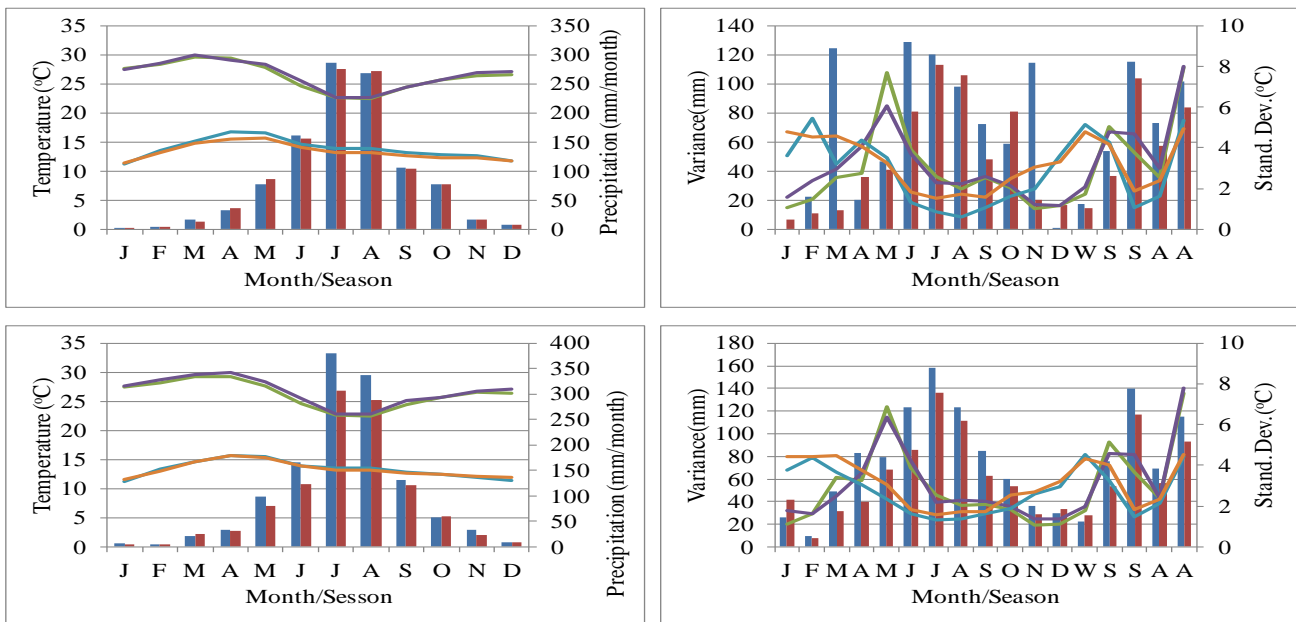 35 350
30 300
25 250
20 200
15 150
10 100
5 50
0 0
Temperature (ºC)
Precipitation (mm/month)
J F M A M J J A S O N D
Month/Season
140 10
120 8
100
80 6
60 4
40
20 2
0 0
Variance(mm)
Stand. Dev.(ºC)
J F M A M J J A S O N D W S S A A
Month/Season
35 400
30 350
25 300
20 250
15 200
10 150
5 100
0 50
0
Temperature (ºC)
Precipitation (mm/month)
J F M A M J J A S O N D
Month/Sesson
180 10
160 8
140
120 6
100
80 4
60
40 2
20
0 0
Variance(mm)
Stand. Dev.(ºC)
J F M A M J J A S O N D W S S A A
Month/Season